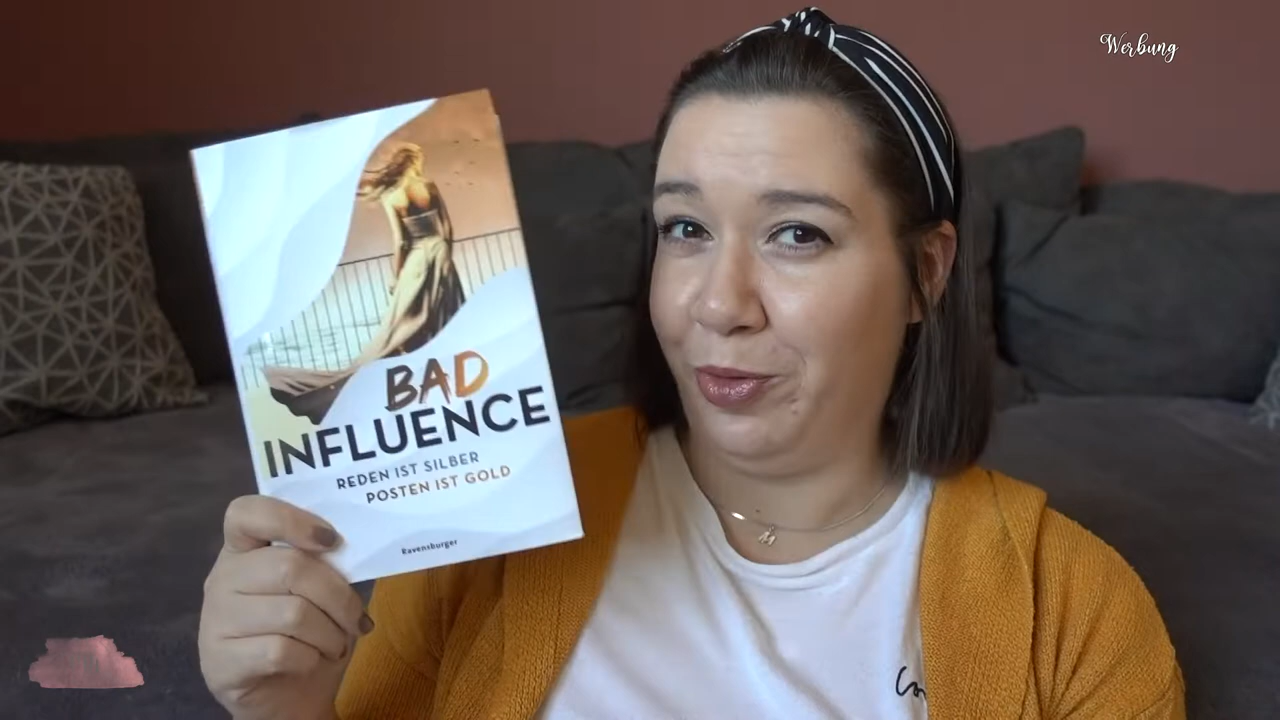 Werbung
BAD
INFLUENCE
REDEN IST SILBER
POSTEN IST GOLD
Ravensburger